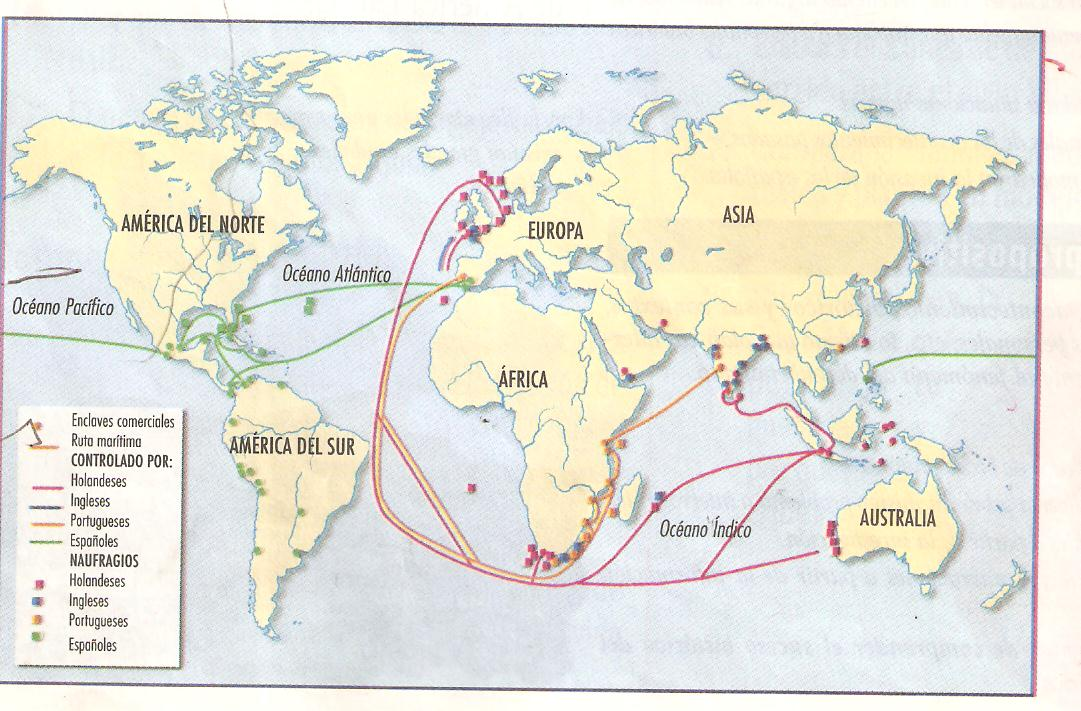 AMÉRICA DEL NORTE
EUROPA
ASIA
Océano Atlántico
Océano Pacífico
ÁFRICA
AMÉRICA DEL SUR
Océano Índico
AUSTRALIA
Enclaves comerciales
Ruta marítima
CONTROLADO POR:
Holandeses
Ingleses
Portugueses
Españoles
NAUFRAGIOS
Holandeses
Ingleses
Portugueses
Españoles